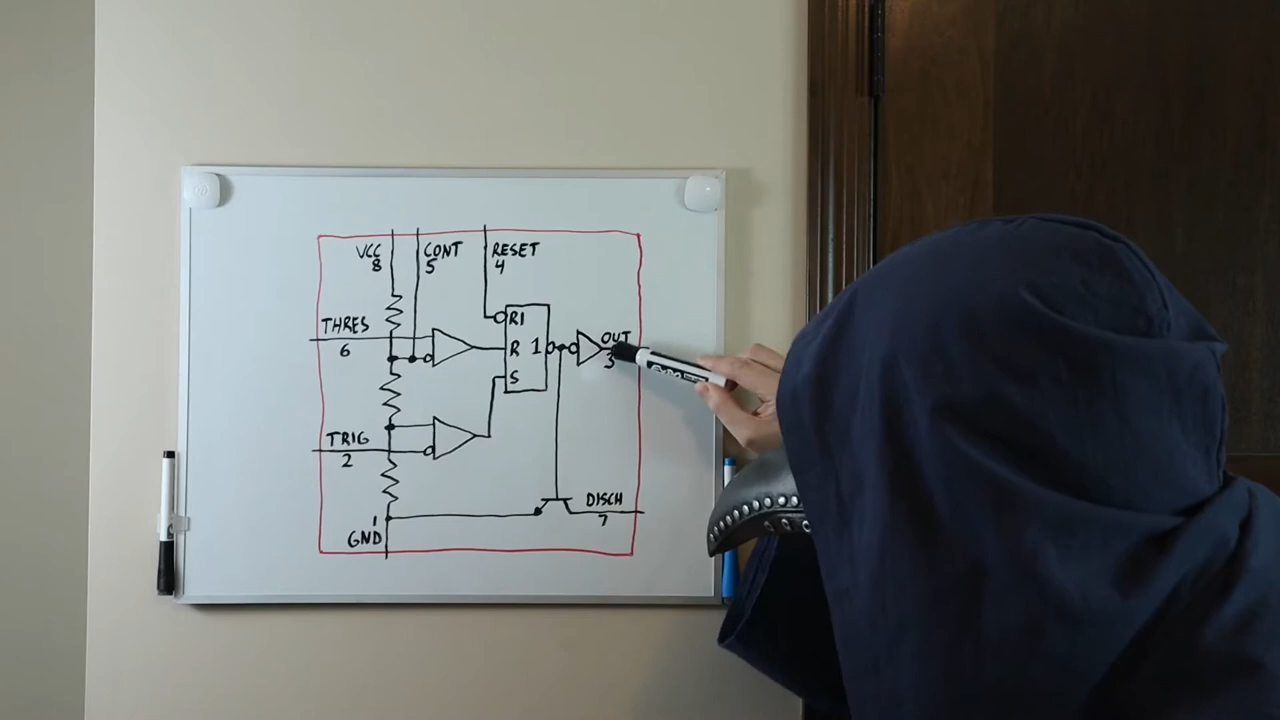 VCC
8
CONT
5
RESET
4
THRES
6
R1
R 1
S
OUT
3
TRIG
2
DISCH
7
1
GND